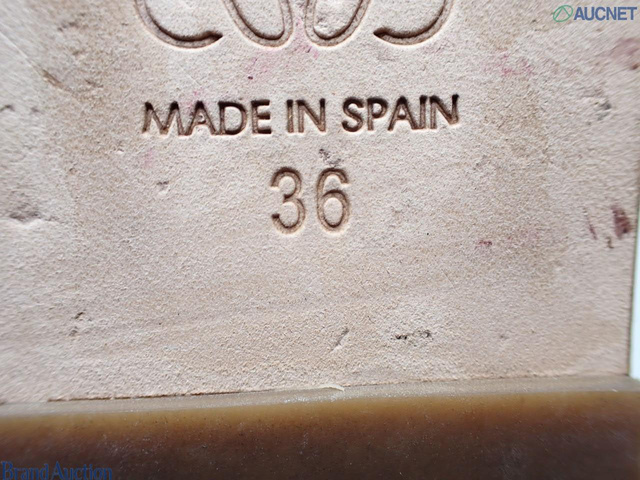 AUCNET
MADE IN SPAIN
36
Brand Auction